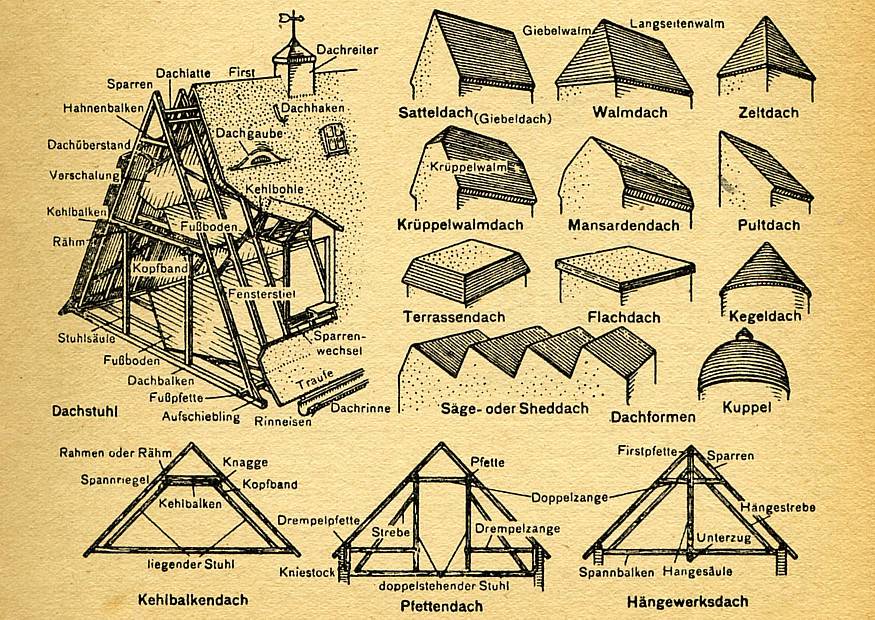 Dachreiter
Dachlatte
First
Sparren
Hahnenbalken
Dachhaken
Dachüberstand
Dachgaube
Verschalung
Kehlbohle
Kehlbalken
Fußboden
Rähm
Kopfband
Fensterstiel
Stuhlsäule
Sparren-
wechsel
Fußboden
Dachbalken
Traufe
Fußpfette
Dachrinne
Aufschiebling
Rinneisen
Dachstuhl
Giebelwalm
Langseitenwalm
Satteldach (Giebeldach)
Walmdach
Zeltdach
Krüppelwalm
Krüppelwalmdach
Mansardendach
Pultdach
Terrassendach
Flachdach
Kegeldach
Säge- oder Sheddach
Dachformen
Kuppel
Rahmen oder Rähm
Knagge
Spannriegel
Kopfband
Kehlbalken
liegender Stuhl
Kehlbalkendach
Pfette
Doppelzange
Drempelpfette
Strebe
Drempelzange
Kniestock
doppelstehender Stuhl
Pfettendach
Firstpfette
Sparren
Hängestrebe
Unterzug
Spannbalken
Hangesäule
Hängewerksdach